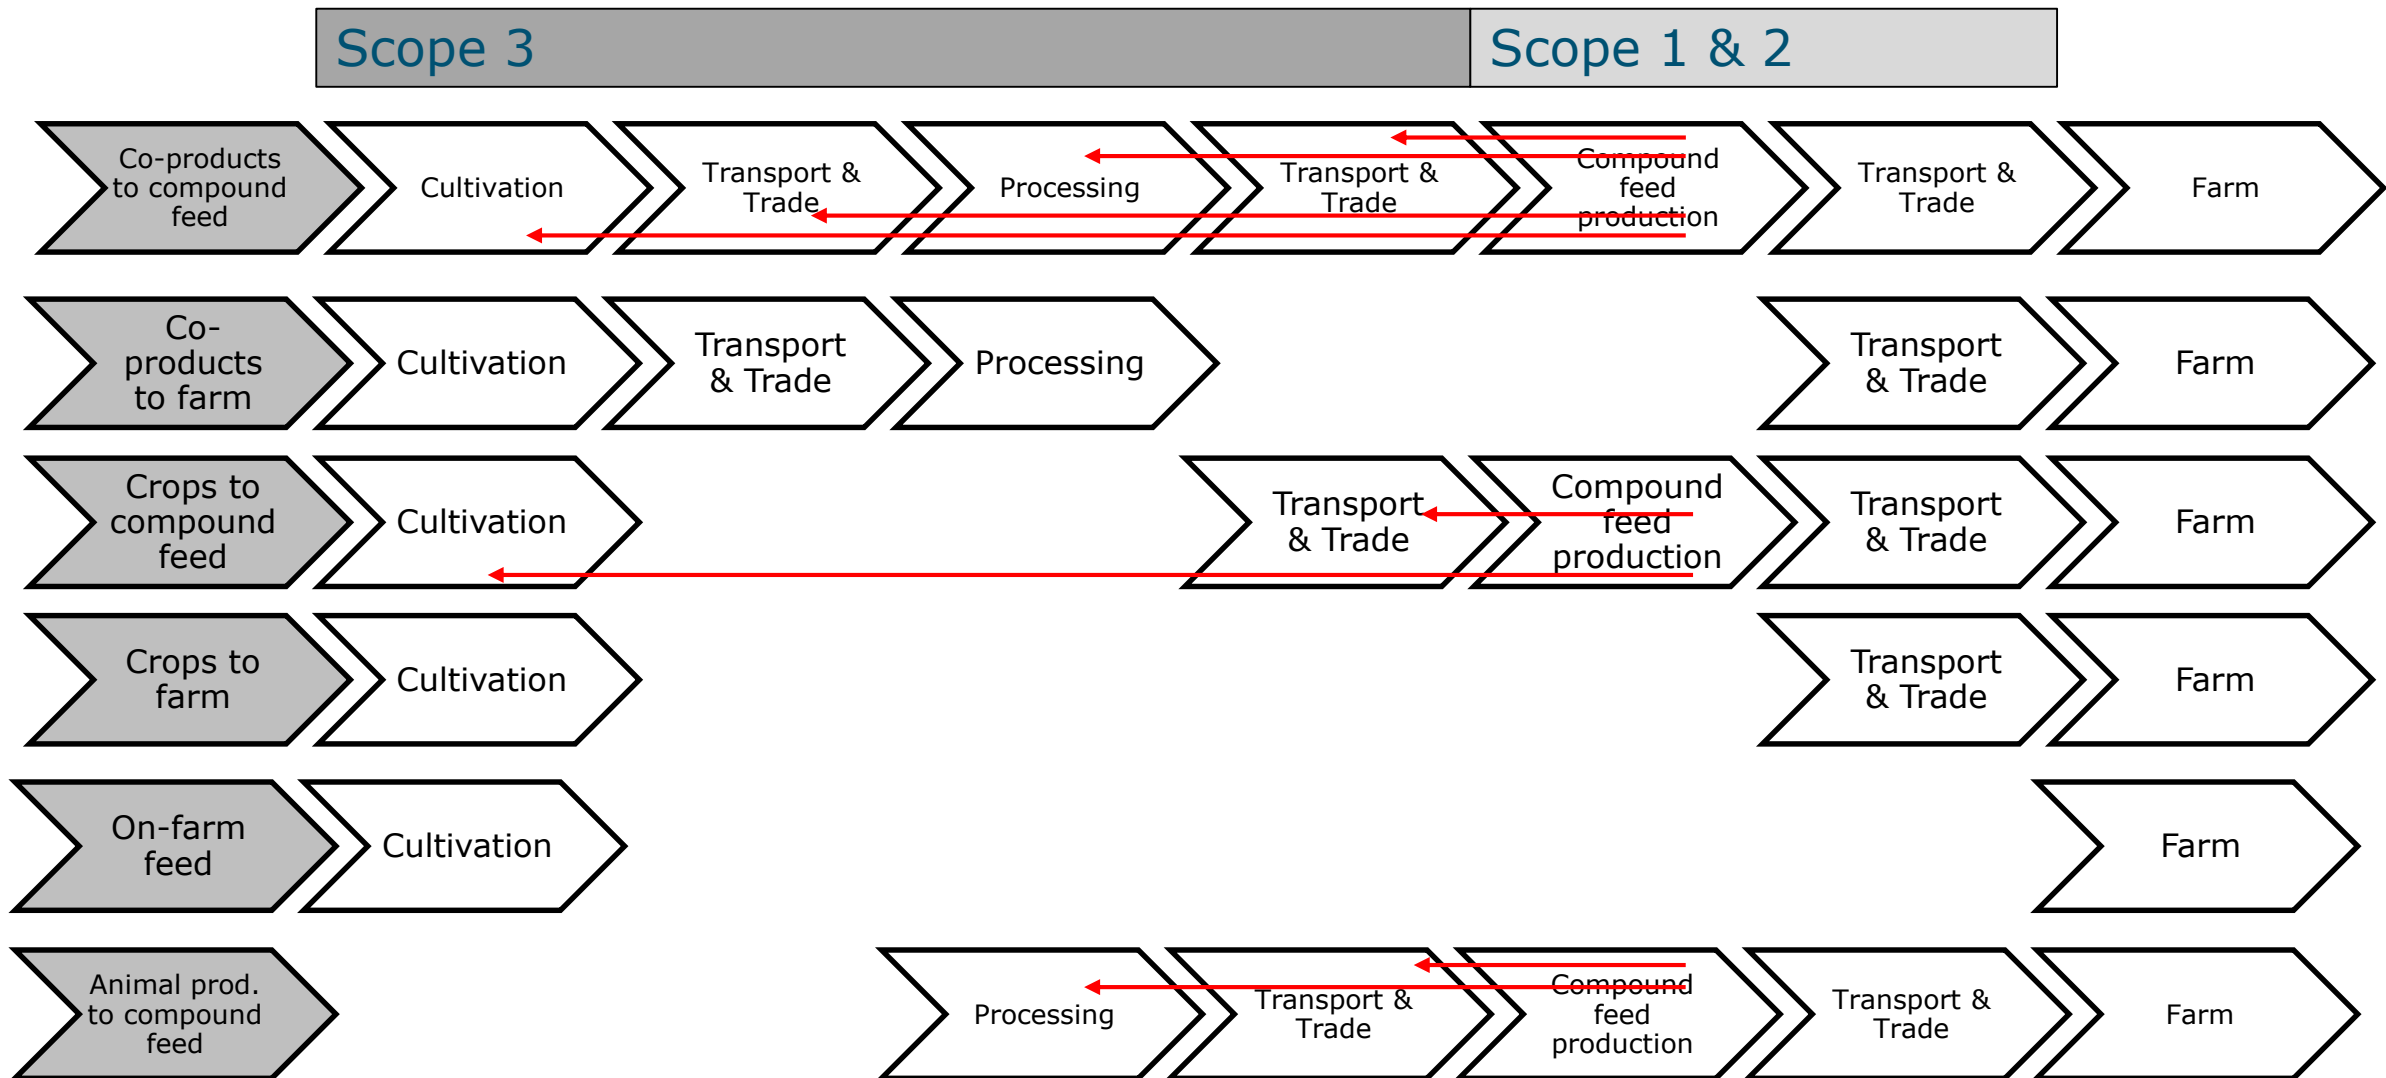 Scope 3
Scope 1 & 2
Co-products
to compound
feed
Cultivation
Transport &
Trade
Processing
Transport &
Trade
Compound
feed
production
Transport &
Trade
Farm
Co-
products
to farm
Cultivation
Transport
& Trade
Processing
Transport
& Trade
Farm
Crops to
compound
feed
Cultivation
Transport
& Trade
Compound
feed
production
Transport
& Trade
Farm
Crops to
farm
Cultivation
Transport
& Trade
Farm
On-farm
feed
Cultivation
Farm
Animal prod.
to compound
feed
Processing
Transport &
Trade
Compound
feed
production
Transport &
Trade
Farm